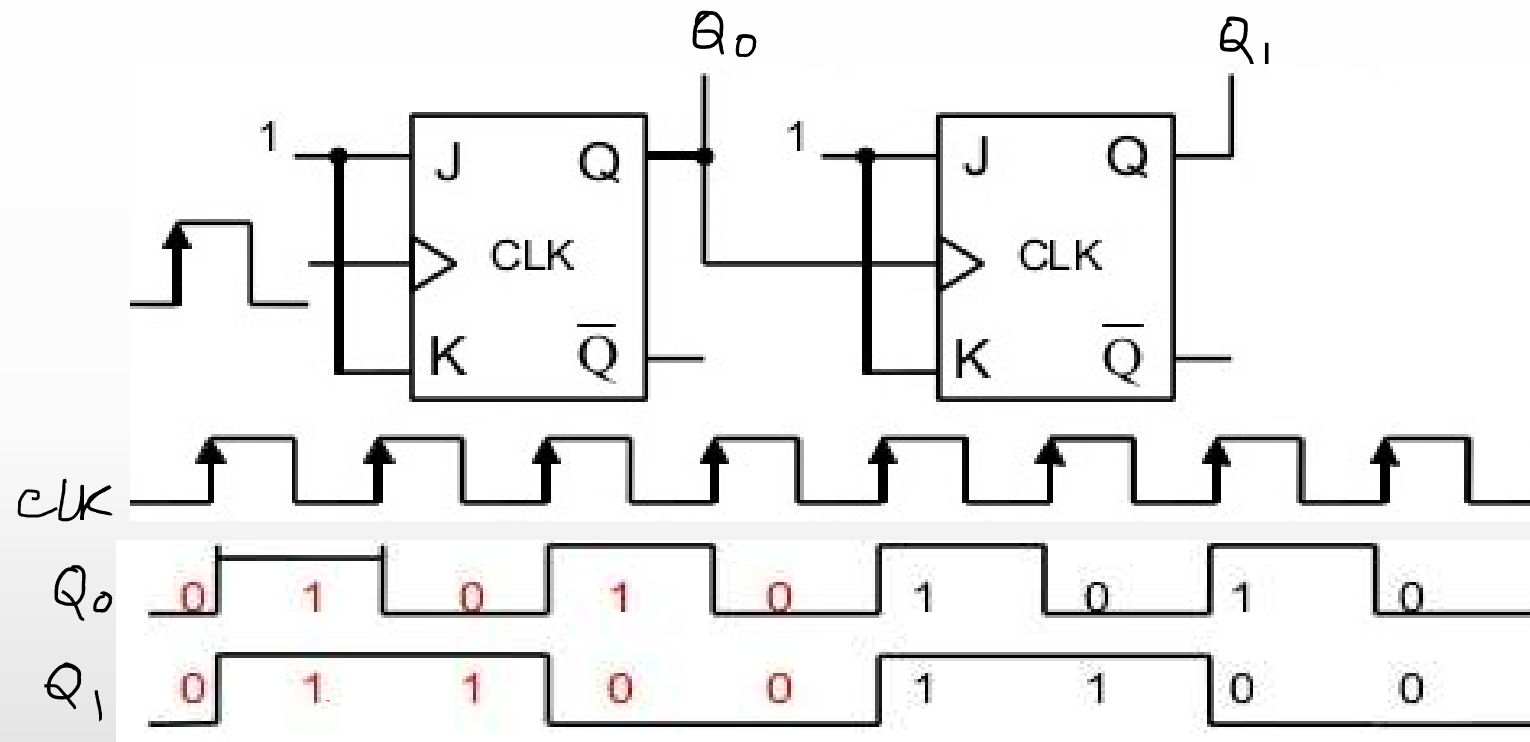 Q0 Q1
1 J Q 1 J Q
CLK CLK
K Q̅ K Q̅
CLK
Q0 0 1 0 1 0 1 0 1 0
Q1 0 1 1 0 0 1 1 0 0